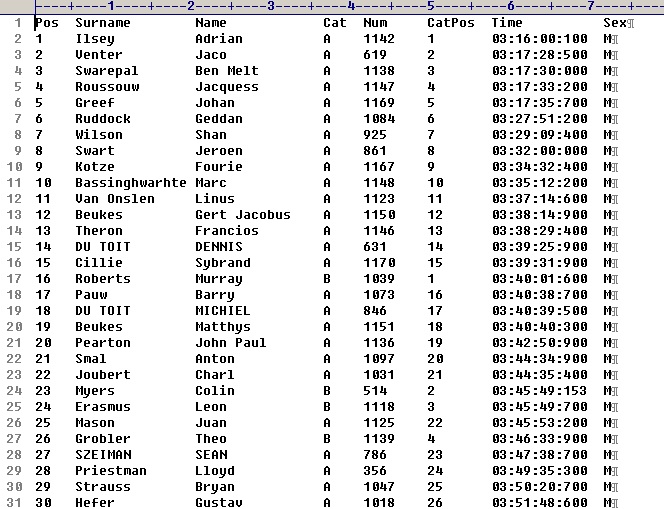 ----+----1----+----2----+----3----+----4----+----5----+----6----+----7----+--
1 Pos Surname Name Cat Num CatPos Time Sex¶
2 1 Ilsey Adrian A 1142 1 03:16:00:100 M¶
3 2 Venter Jaco A 619 2 03:17:28:500 M¶
4 3 Swarepal Ben Melt A 1138 3 03:17:30:000 M¶
5 4 Roussouw Jacquess A 1147 4 03:17:33:200 M¶
6 5 Greef Johan A 1169 5 03:17:35:700 M¶
7 6 Ruddock Geddan A 1084 6 03:27:51:200 M¶
8 7 Wilson Shan A 925 7 03:29:09:400 M¶
9 8 Swart Jeroen A 861 8 03:32:00:000 M¶
10 9 Kotze Fourie A 1167 9 03:34:32:400 M¶
11 10 Bassinghwarhte Marc A 1148 10 03:35:12:200 M¶
12 11 Van Onslen Linus A 1123 11 03:37:14:600 M¶
13 12 Beukes Gert Jacobus A 1150 12 03:38:14:900 M¶
14 13 Theron Francios A 1146 13 03:38:29:400 M¶
15 14 DU TOIT DENNIS A 631 14 03:39:25:900 M¶
16 15 Cillie Sybrand A 1170 15 03:39:31:900 M¶
17 16 Roberts Murray B 1039 1 03:40:01:600 M¶
18 17 Pauw Barry A 1073 16 03:40:38:700 M¶
19 18 DU TOIT MICHIEL A 846 17 03:40:39:500 M¶
20 19 Beukes Matthys A 1151 18 03:40:40:300 M¶
21 20 Pearton John Paul A 1136 19 03:42:50:900 M¶
22 21 Smal Anton A 1097 20 03:44:34:900 M¶
23 22 Joubert Charl A 1031 21 03:44:35:400 M¶
24 23 Myers Colin B 514 2 03:45:49:153 M¶
25 24 Erasmus Leon B 1118 3 03:45:49:700 M¶
26 25 Mason Juan A 1125 22 03:45:53:200 M¶
27 26 Grobler Theo B 1139 4 03:46:33:900 M¶
28 27 SZEIMAN SEAN A 786 23 03:47:38:700 M¶
29 28 Priestman Lloyd A 356 24 03:49:35:300 M¶
30 29 Strauss Bryan A 1047 25 03:50:20:700 M¶
31 30 Hefer Gustav A 1018 26 03:51:48:600 M¶